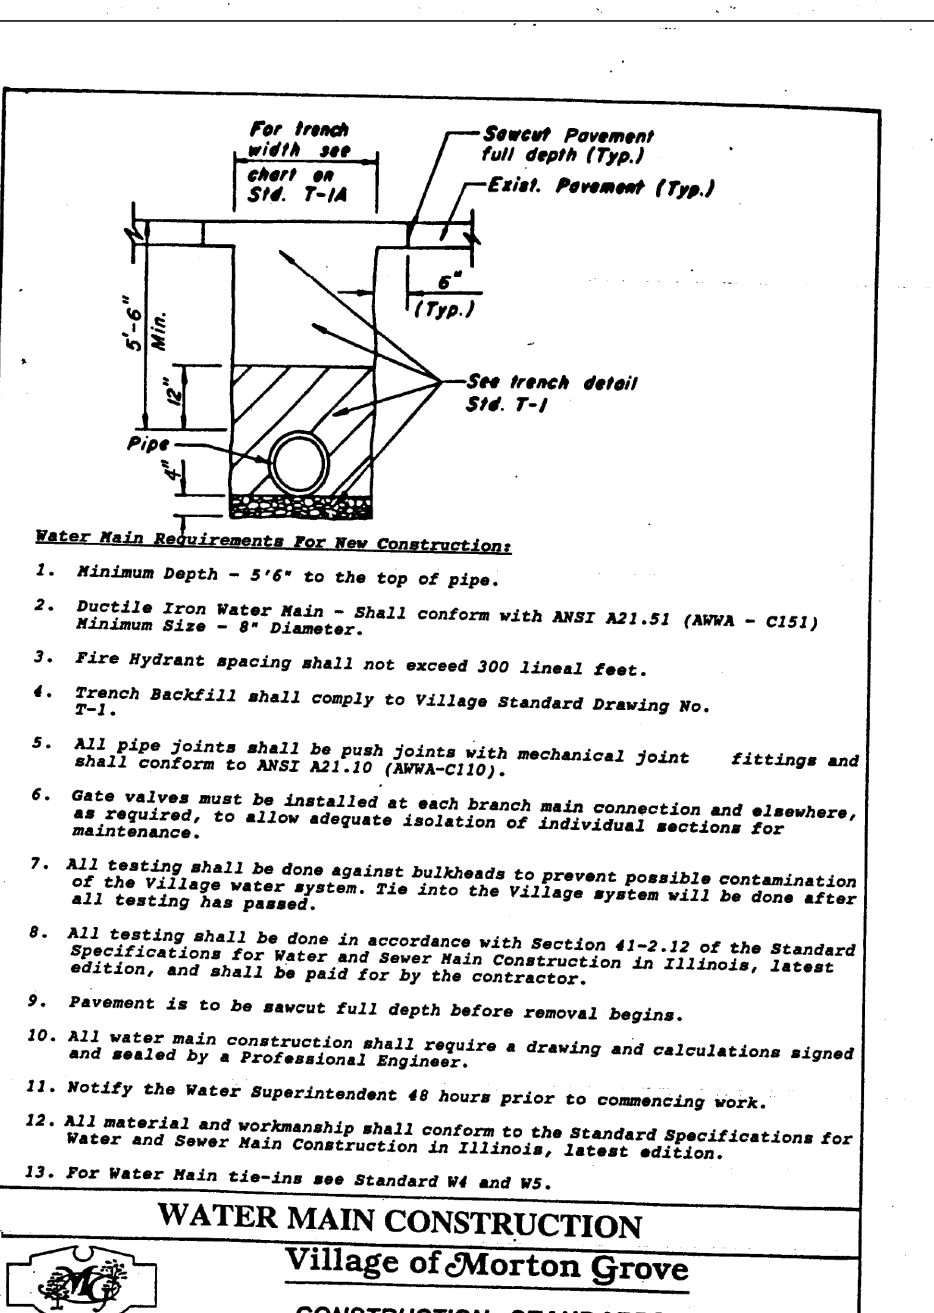 For trench
width see
chart on
Std. T-1A
Sawcut Pavement
full depth (Typ.)
Exist. Pavement (Typ.)
6"
(Typ.)
5'-6"
Min.
12"
See trench detail
Std. T-1
Pipe
4"
Water Main Requirements For New Construction:
1. Minimum Depth - 5'6" to the top of pipe.
2. Ductile Iron Water Main - Shall conform with ANSI A21.51 (AWWA - C151)
Minimum Size - 8" Diameter.
3. Fire Hydrant spacing shall not exceed 300 lineal feet.
4. Trench Backfill shall comply to Village Standard Drawing No.
T-1.
5. All pipe joints shall be push joints with mechanical joint fittings and
shall conform to ANSI A21.10 (AWWA-C110).
6. Gate valves must be installed at each branch main connection and elsewhere,
as required, to allow adequate isolation of individual sections for
maintenance.
7. All testing shall be done against bulkheads to prevent possible contamination
of the Village water system. Tie into the Village system will be done after
all testing has passed.
8. All testing shall be done in accordance with Section 41-2.12 of the Standard
Specifications for Water and Sewer Main Construction in Illinois, latest
edition, and shall be paid for by the contractor.
9. Pavement is to be sawcut full depth before removal begins.
10. All water main construction shall require a drawing and calculations signed
and sealed by a Professional Engineer.
11. Notify the Water Superintendent 48 hours prior to commencing work.
12. All material and workmanship shall conform to the Standard Specifications for
Water and Sewer Main Construction in Illinois, latest edition.
13. For Water Main tie-ins see Standard W4 and W5.
WATER MAIN CONSTRUCTION
Village of Morton Grove
MG